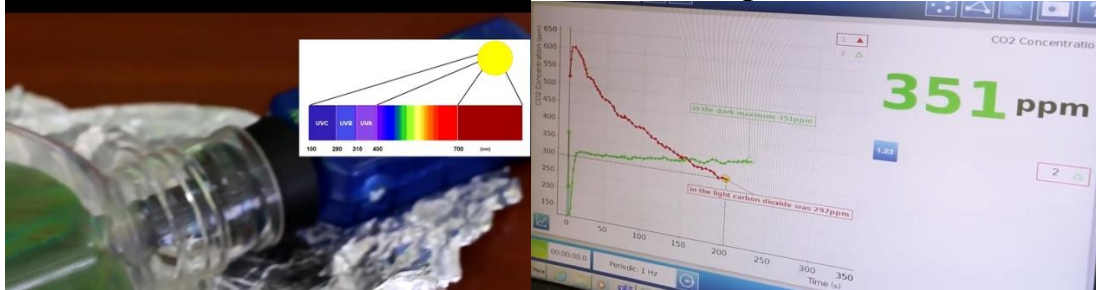 UVC UVB UVA
100 280 315 400 700 (nm)
CO2 Concentration (ppm)
650
600
550
500
450
400
350
300
250
200
150
0 50 100 150 200 250 300 350
Time (s)
in the dark maximum 351ppm
in the light carbon dioxide was 297ppm
1
2
CO2 Concentratio
351 ppm
1.23
2
00:00:00.0
Periodic: 1 Hz